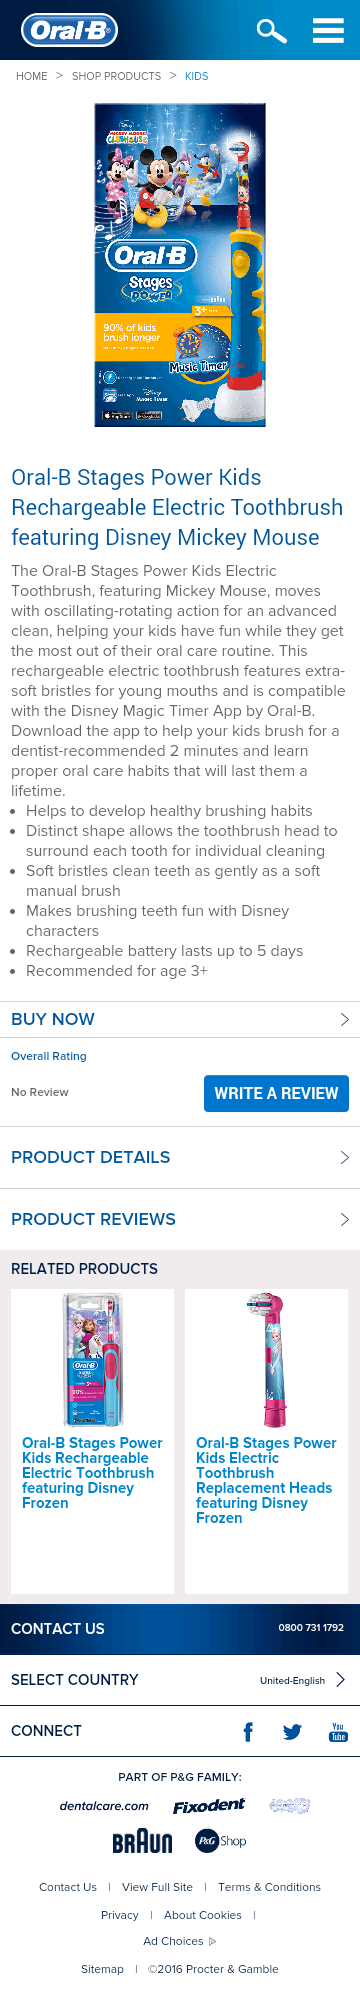 Oral-B
HOME > SHOP PRODUCTS > KIDS
Disney
MICKEY MOUSE
CLUBHOUSE
Oral-B
Stages
POWER
3+
90% of kids
brush longer
Music Timer
Disney
MAGIC TIMER
Oral-B Stages Power Kids
Rechargeable Electric Toothbrush
featuring Disney Mickey Mouse
The Oral-B Stages Power Kids Electric
Toothbrush, featuring Mickey Mouse, moves
with oscillating-rotating action for an advanced
clean, helping your kids have fun while they get
the most out of their oral care routine. This
rechargeable electric toothbrush features extra-
soft bristles for young mouths and is compatible
with the Disney Magic Timer App by Oral-B.
Download the app to help your kids brush for a
dentist-recommended 2 minutes and learn
proper oral care habits that will last them a
lifetime.
• Helps to develop healthy brushing habits
• Distinct shape allows the toothbrush head to
surround each tooth for individual cleaning
• Soft bristles clean teeth as gently as a soft
manual brush
• Makes brushing teeth fun with Disney
characters
• Rechargeable battery lasts up to 5 days
• Recommended for age 3+
BUY NOW
Overall Rating
No Review
WRITE A REVIEW
PRODUCT DETAILS
PRODUCT REVIEWS
RELATED PRODUCTS
Oral-B
90%
Oral-B Stages Power
Kids Rechargeable
Electric Toothbrush
featuring Disney
Frozen
Oral-B Stages Power
Kids Electric
Toothbrush
Replacement Heads
featuring Disney
Frozen
CONTACT US 0800 731 1792
SELECT COUNTRY United-English
CONNECT f You Tube
PART OF P&G FAMILY:
dentalcare.com Fixodent
BRAUN P&G Shop
Contact Us | View Full Site | Terms & Conditions
Privacy | About Cookies |
Ad Choices
Sitemap | ©2016 Procter & Gamble